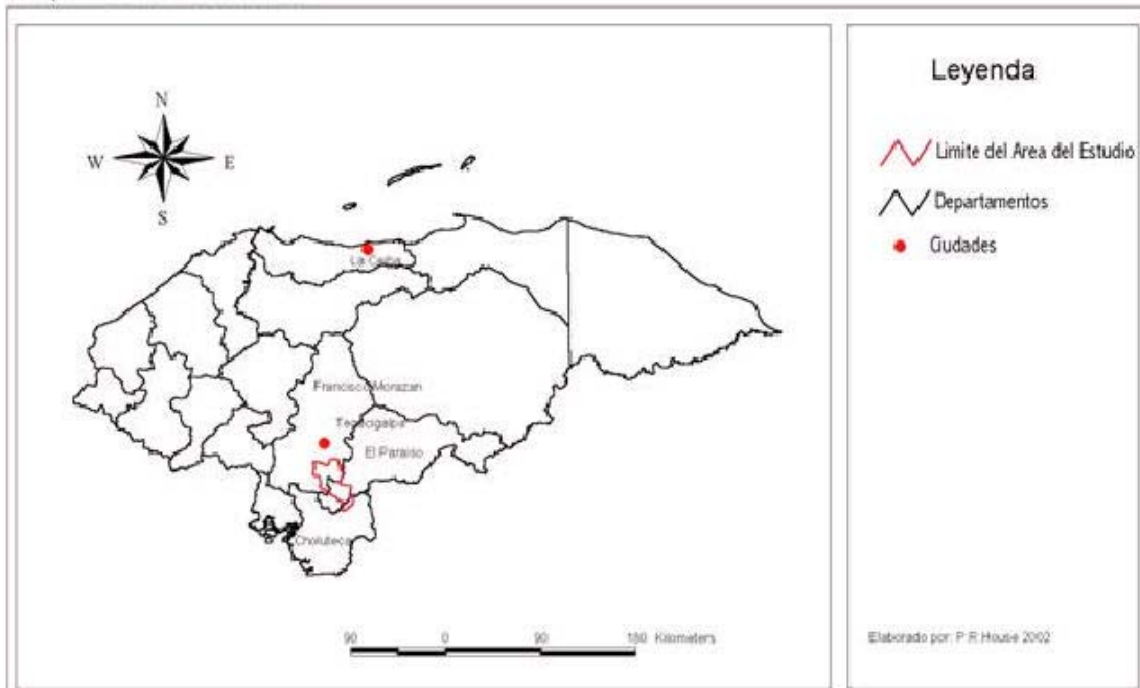 N
W E
S
La Ceiba
Francisco Morazan
Tegucigalpa
El Paraiso
Choluteca
90 0 90 180 Kilometers
Leyenda
Limite del Area del Estudio
Departamentos
Ciudades
Elaborado por: P R House 2002